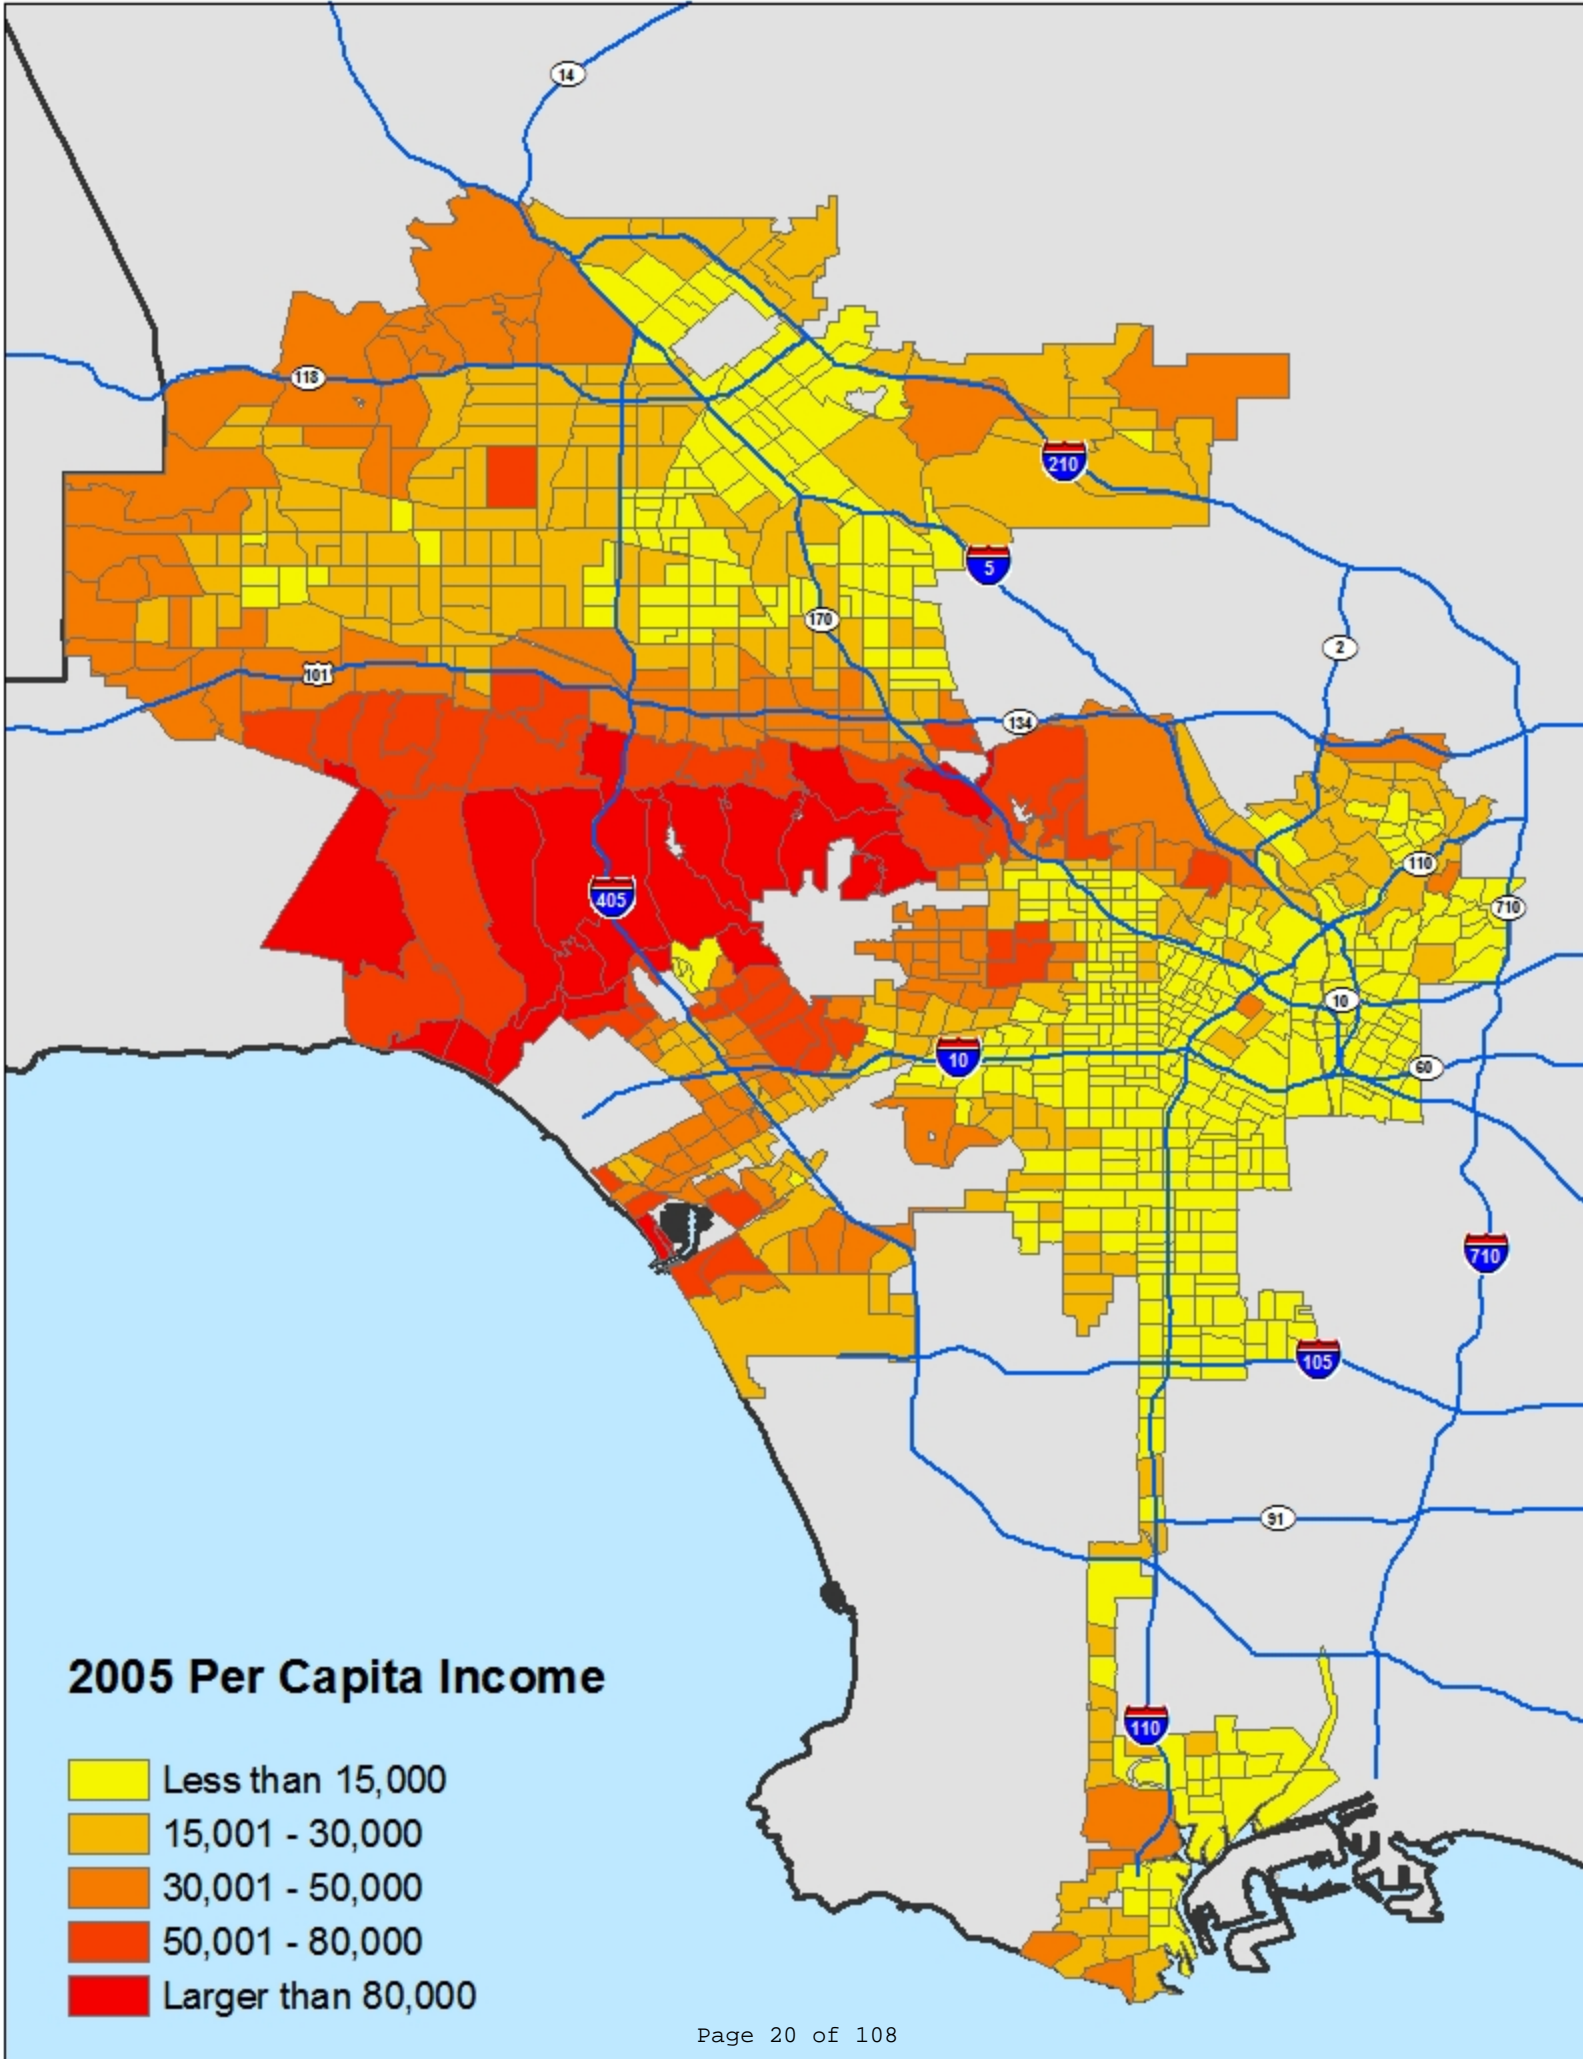 14
118
210
5
170
2
101
134
110
405
710
10
10
60
710
105
91
110
2005 Per Capita Income
Less than 15,000
15,001 - 30,000
30,001 - 50,000
50,001 - 80,000
Larger than 80,000
Page 20 of 108